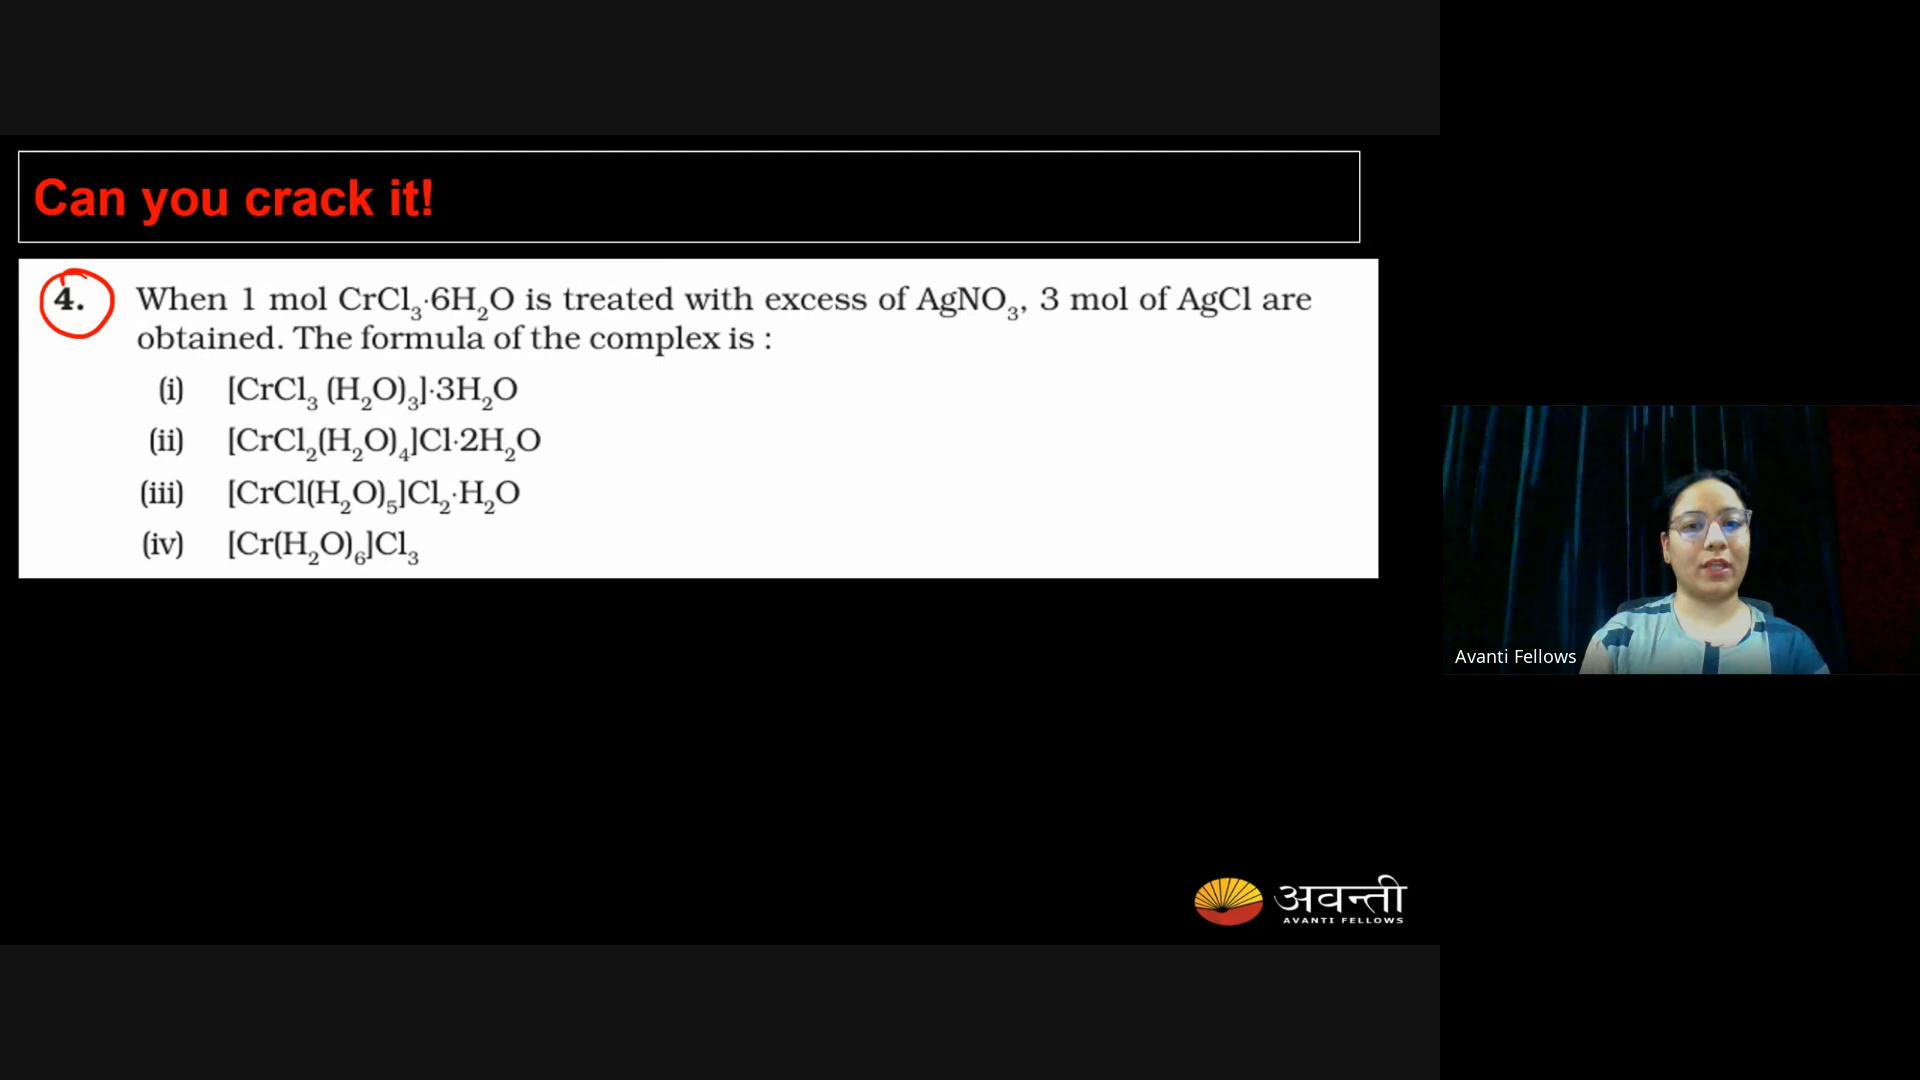 Can you crack it!
4. When 1 mol CrCl₃·6H₂O is treated with excess of AgNO₃, 3 mol of AgCl are
obtained. The formula of the complex is :
(i) [CrCl₃ (H₂O)₃]·3H₂O
(ii) [CrCl₂(H₂O)₄]Cl·2H₂O
(iii) [CrCl(H₂O)₅]Cl₂·H₂O
(iv) [Cr(H₂O)₆]Cl₃
Avanti Fellows
अवन्ती
AVANTI FELLOWS